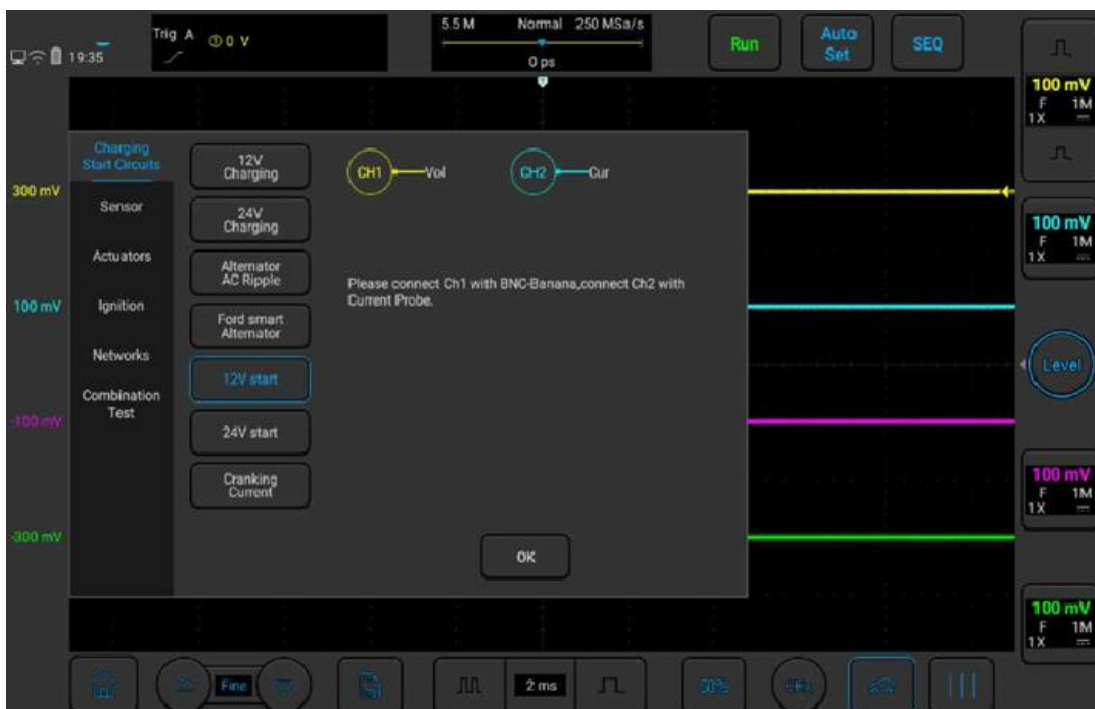 5.5 M Normal 250 MSa/s
Trig A ① 0 V
19:35
0 ps
Run
Auto
Set
SEQ
100 mV
F 1M
1X
Charging
Start Circuits
Sensor
Actuators
Ignition
Networks
Combination
Test
12V
Charging
24V
Charging
Alternator
AC Ripple
Ford smart
Alternator
12V start
24V start
Cranking
Current
CH1 Vol
CH2 Cur
Please connect Ch1 with BNC-Banana,connect Ch2 with
Current Probe.
OK
300 mV
100 mV
-100 mV
-300 mV
100 mV
F 1M
1X
Level
100 mV
F 1M
1X
100 mV
F 1M
1X
Fine
2 ms
50%